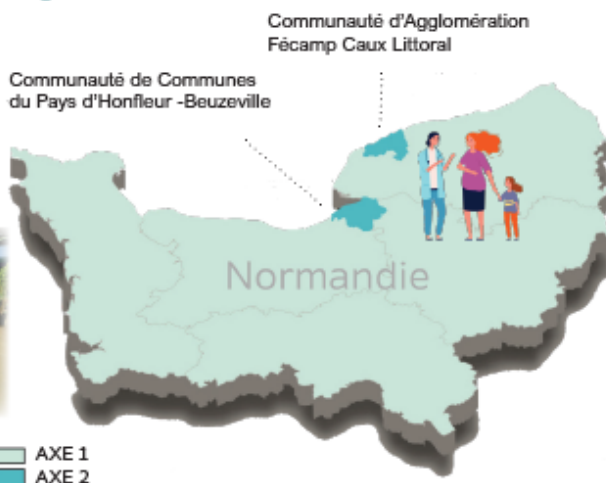 Communauté d'Agglomération
Fécamp Caux Littoral
Communauté de Communes
du Pays d'Honfleur -Beuzeville
Normandie
AXE 1
AXE 2